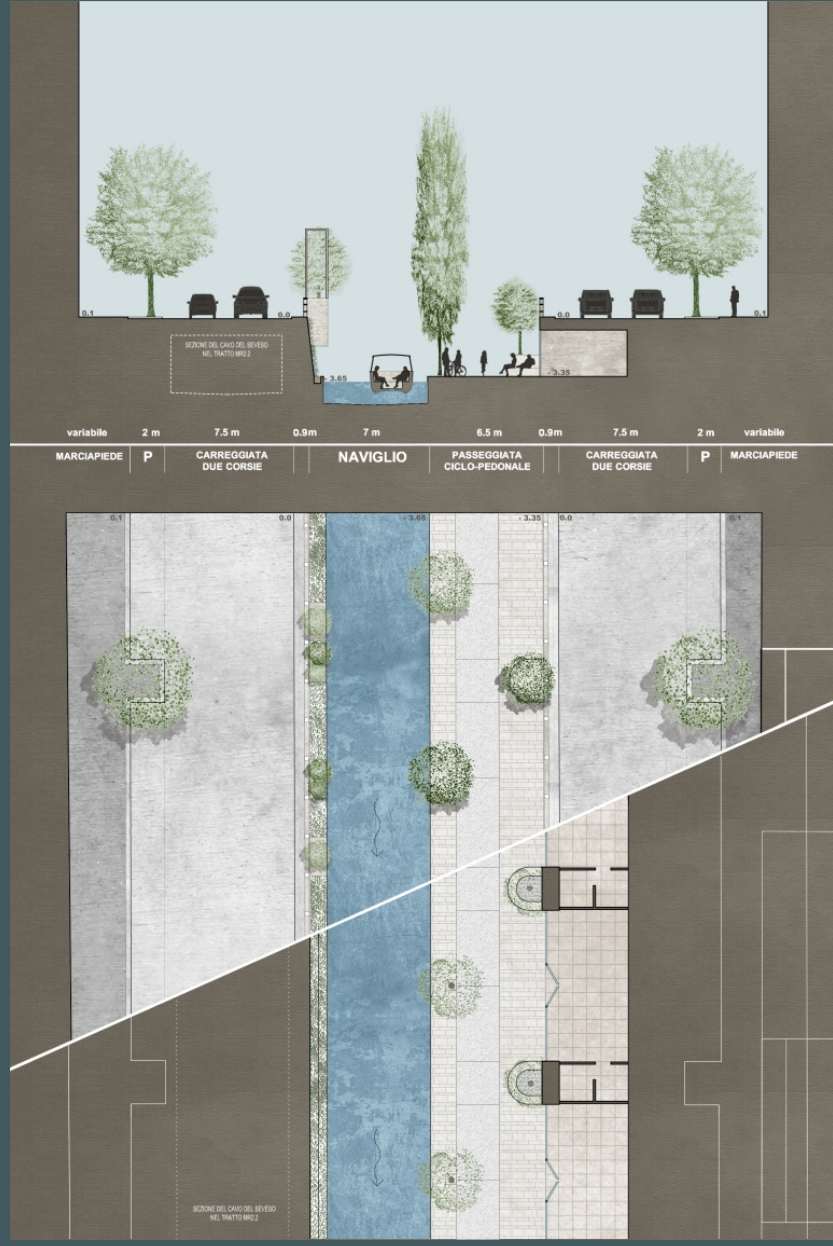 0.1
0.0
0.0
0.1
SEZIONE DEL CAVO DEL SEVESO
NEL TRATTO MR2.2
- 3.65
- 3.35
variabile
2 m
7.5 m
0.9m
7 m
6.5 m
0.9m
7.5 m
2 m
variabile
MARCIAPIEDE
P
CARREGGIATA
DUE CORSIE
NAVIGLIO
PASSEGGIATA
CICLO-PEDONALE
CARREGGIATA
DUE CORSIE
P
MARCIAPIEDE
0.1
0.0
- 3.65
- 3.35
0.0
0.1
SEZIONE DEL CAVO DEL SEVESO
NEL TRATTO MR2.2